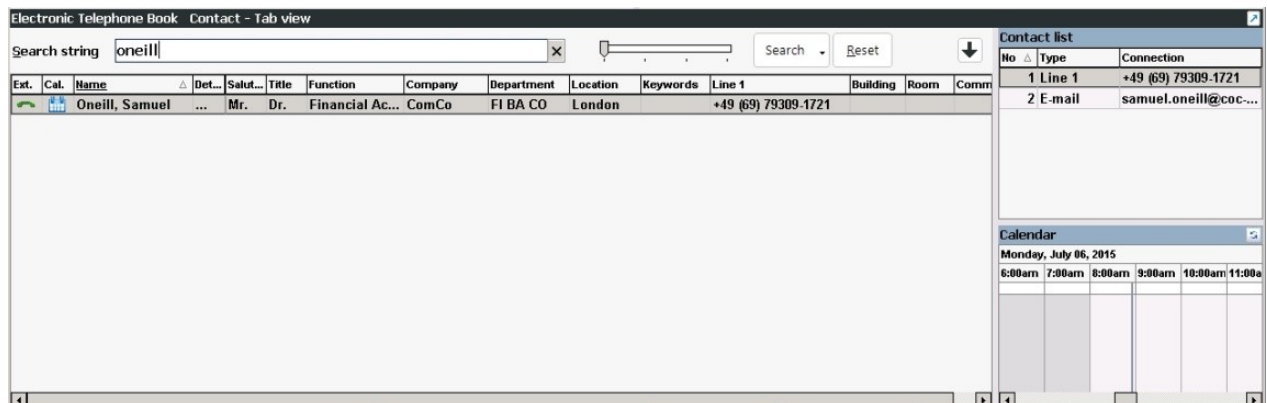 Electronic Telephone Book Contact - Tab view
Search string oneill Search Reset
Ext. Cal. Name Det... Salut... Title Function Company Department Location Keywords Line 1 Building Room Comm
Oneill, Samuel ... Mr. Dr. Financial Ac... ComCo FI BA CO London +49 (69) 79309-1721
Contact list
No Type Connection
1 Line 1 +49 (69) 79309-1721
2 E-mail samuel.oneill@coc-...
Calendar
Monday, July 06, 2015
6:00am 7:00am 8:00am 9:00am 10:00am 11:00a